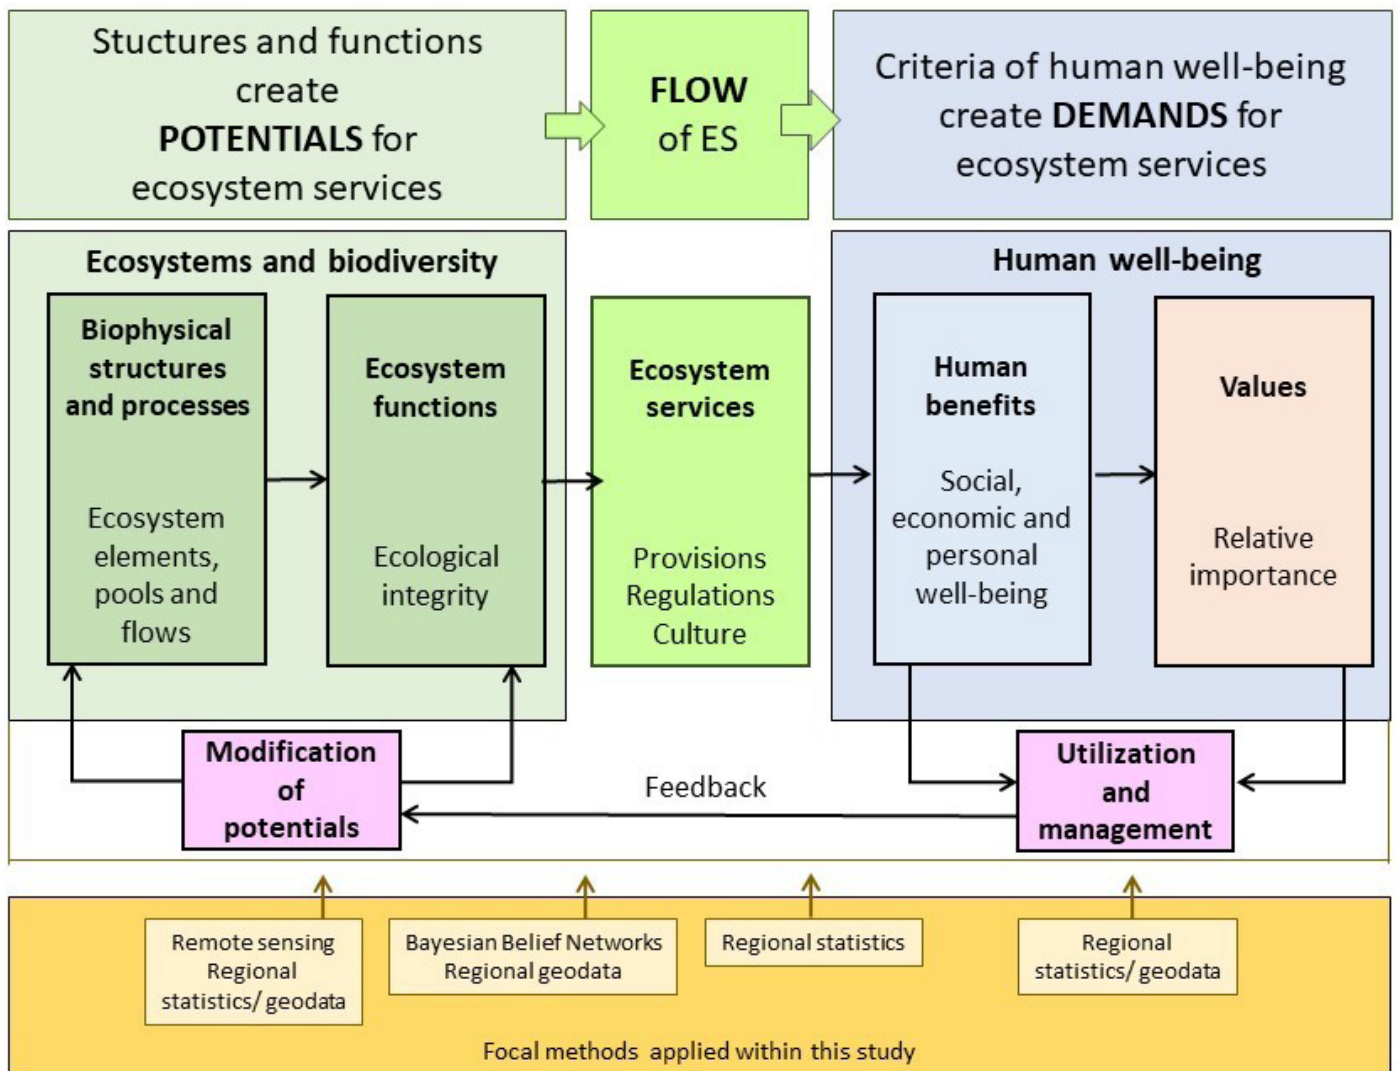 Stuctures and functions
create
POTENTIALS for
ecosystem services
FLOW
of ES
Criteria of human well-being
create DEMANDS for
ecosystem services
Ecosystems and biodiversity
Human well-being
Biophysical
structures
and processes
Ecosystem
elements,
pools and
flows
Ecosystem
functions
Ecological
integrity
Ecosystem
services
Provisions
Regulations
Culture
Human
benefits
Social,
economic and
personal
well-being
Values
Relative
importance
Modification
of
potentials
Feedback
Utilization
and
management
Remote sensing
Regional
statistics/ geodata
Bayesian Belief Networks
Regional geodata
Regional statistics
Regional
statistics/ geodata
Focal methods applied within this study